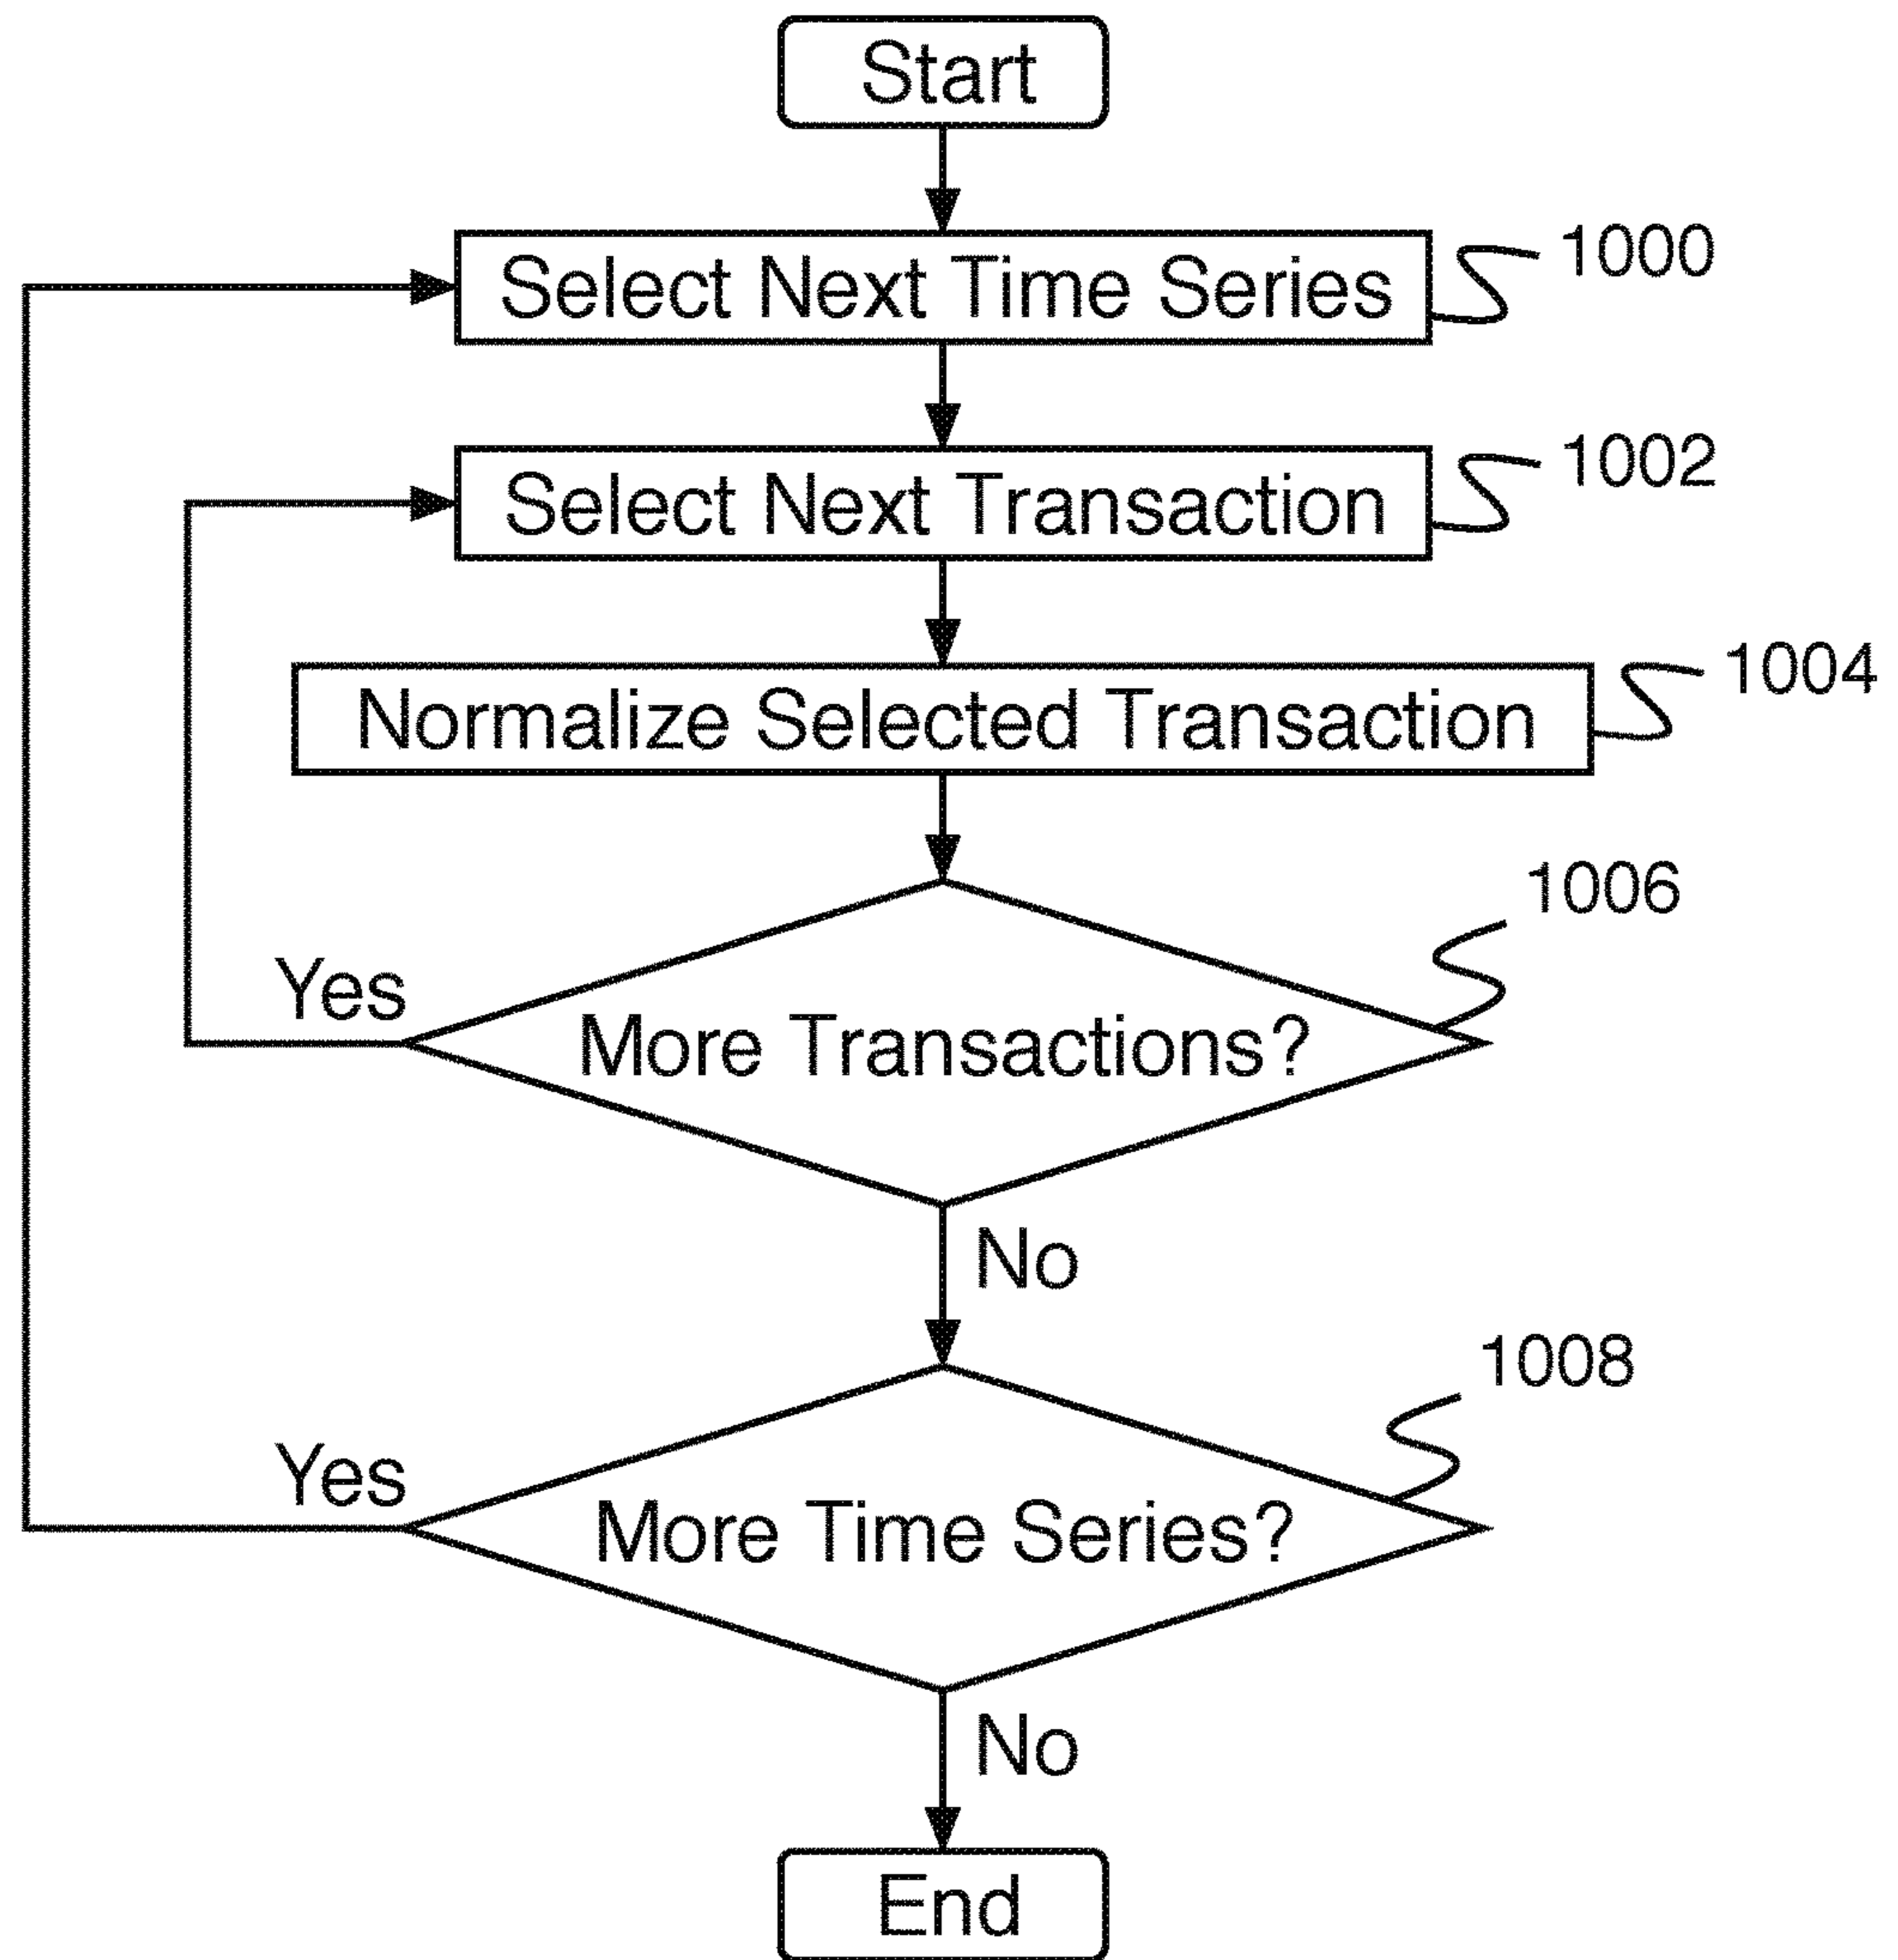 Start
Select Next Time Series
1000
Select Next Transaction
1002
Normalize Selected Transaction
1004
1006
Yes
More Transactions?
No
1008
Yes
More Time Series?
No
End